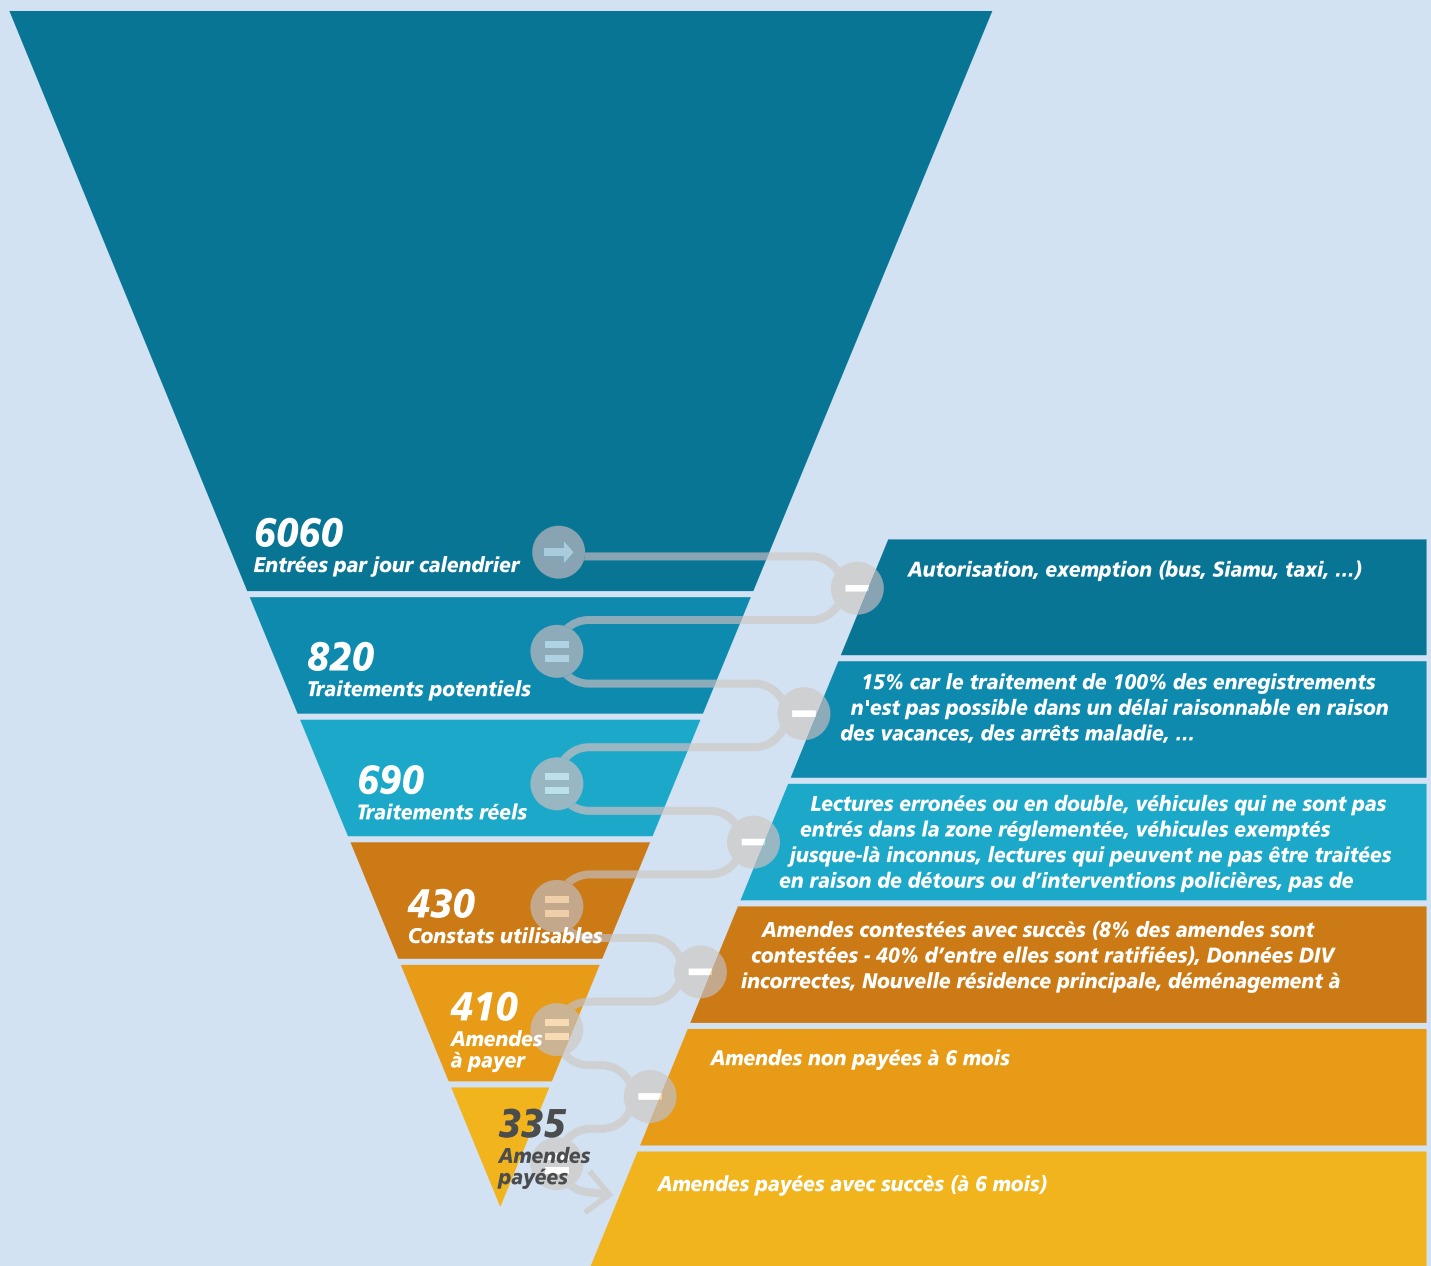 6060
Entrées par jour calendrier
Autorisation, exemption (bus, Siamu, taxi, ...)
820
Traitements potentiels
15% car le traitement de 100% des enregistrements
n'est pas possible dans un délai raisonnable en raison
des vacances, des arrêts maladie, ...
690
Traitements réels
Lectures erronées ou en double, véhicules qui ne sont pas
entrés dans la zone réglementée, véhicules exemptés
jusque-là inconnus, lectures qui peuvent ne pas être traitées
en raison de détours ou d’interventions policières, pas de
430
Constats utilisables
Amendes contestées avec succès (8% des amendes sont
contestées - 40% d’entre elles sont ratifiées), Données DIV
incorrectes, Nouvelle résidence principale, déménagement à
410
Amendes
à payer
Amendes non payées à 6 mois
335
Amendes
payées
Amendes payées avec succès (à 6 mois)